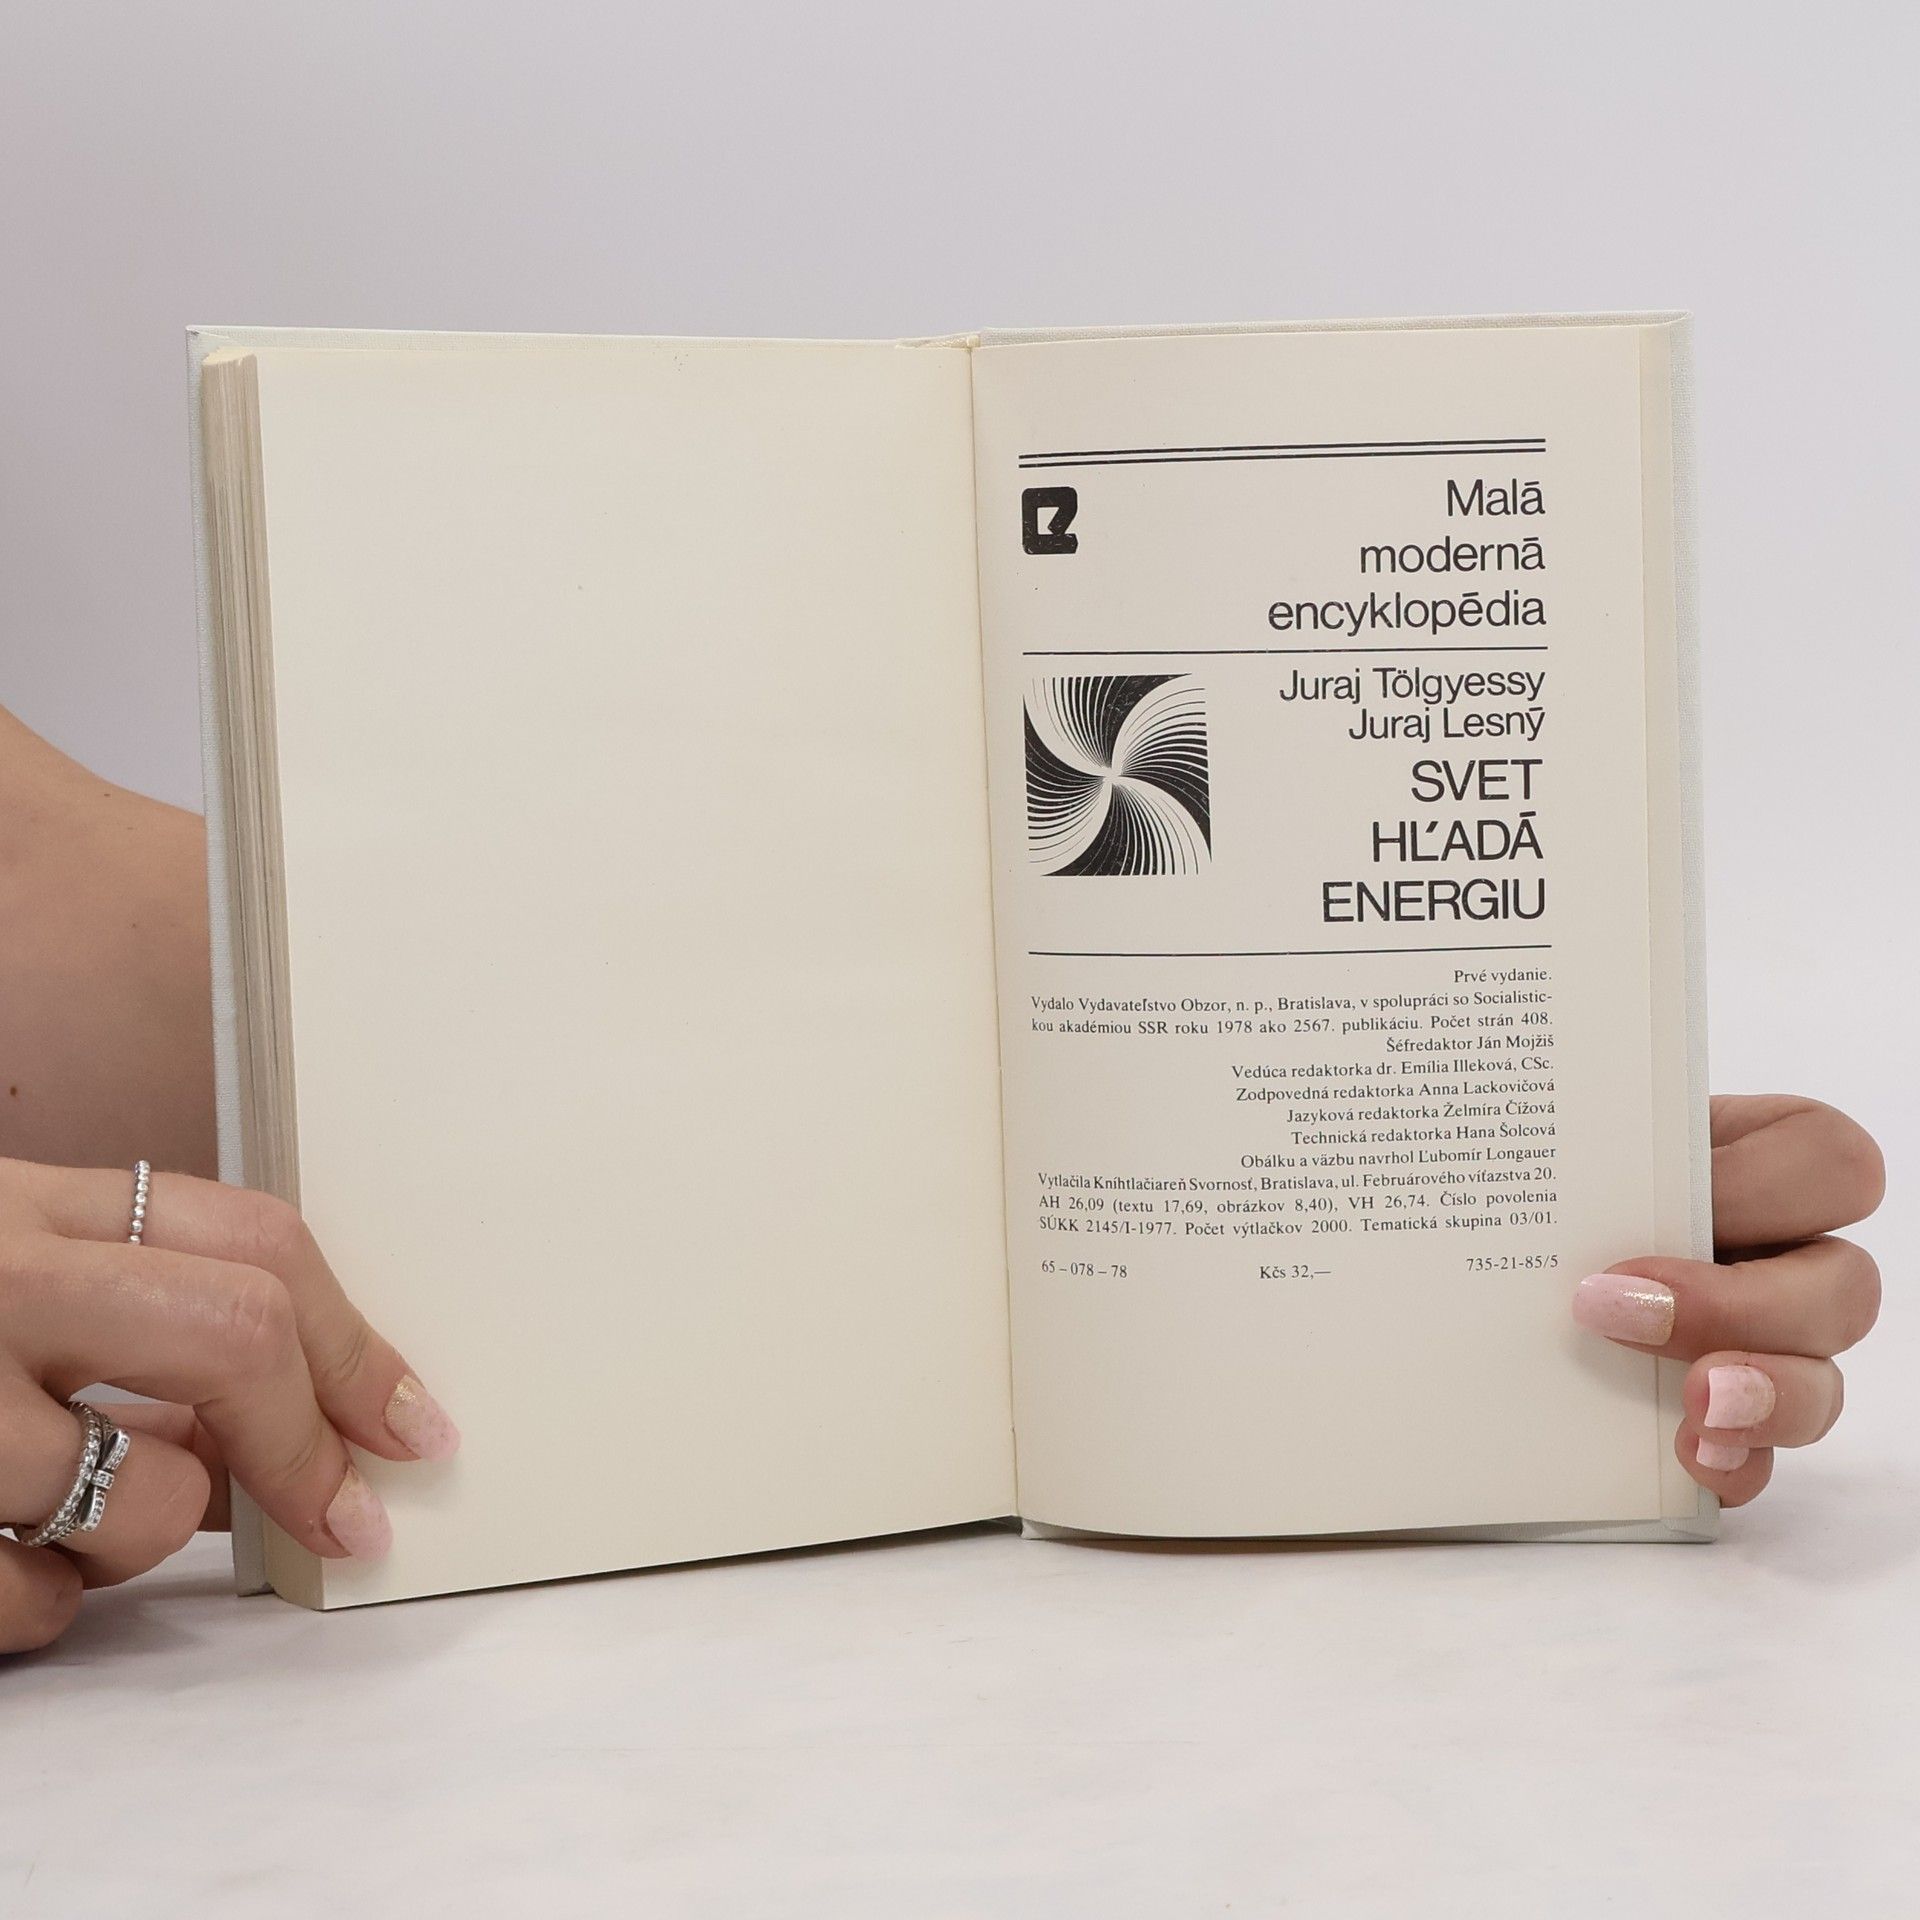 Malá
moderná
encyklopédia
Juraj Tölgyessy
Juraj Lesný
SVET
HĽADÁ
ENERGIU
Prvé vydanie.
Vydalo Vydavateľstvo Obzor, n. p., Bratislava, v spolupráci so Socialistic-
kou akadémiou SSR roku 1978 ako 2567. publikáciu. Počet strán 408.
Šéfredaktor Ján Mojžiš
Vedúca redaktorka dr. Emília Illeková, CSc.
Zodpovedná redaktorka Anna Lackovičová
Jazyková redaktorka Želmíra Čížová
Technická redaktorka Hana Šolcová
Obálku a väzbu navrhol Ľubomír Longauer
Vytlačila Kníhtlačiareň Svornosť, Bratislava, ul. Februárového víťazstva 20.
AH 26,09 (textu 17,69, obrázkov 8,40), VH 26,74. Číslo povolenia
SÚKK 2145/I-1977. Počet výtlačkov 2000. Tematická skupina 03/01.
65 – 078 – 78 Kčs 32,— 735-21-85/5